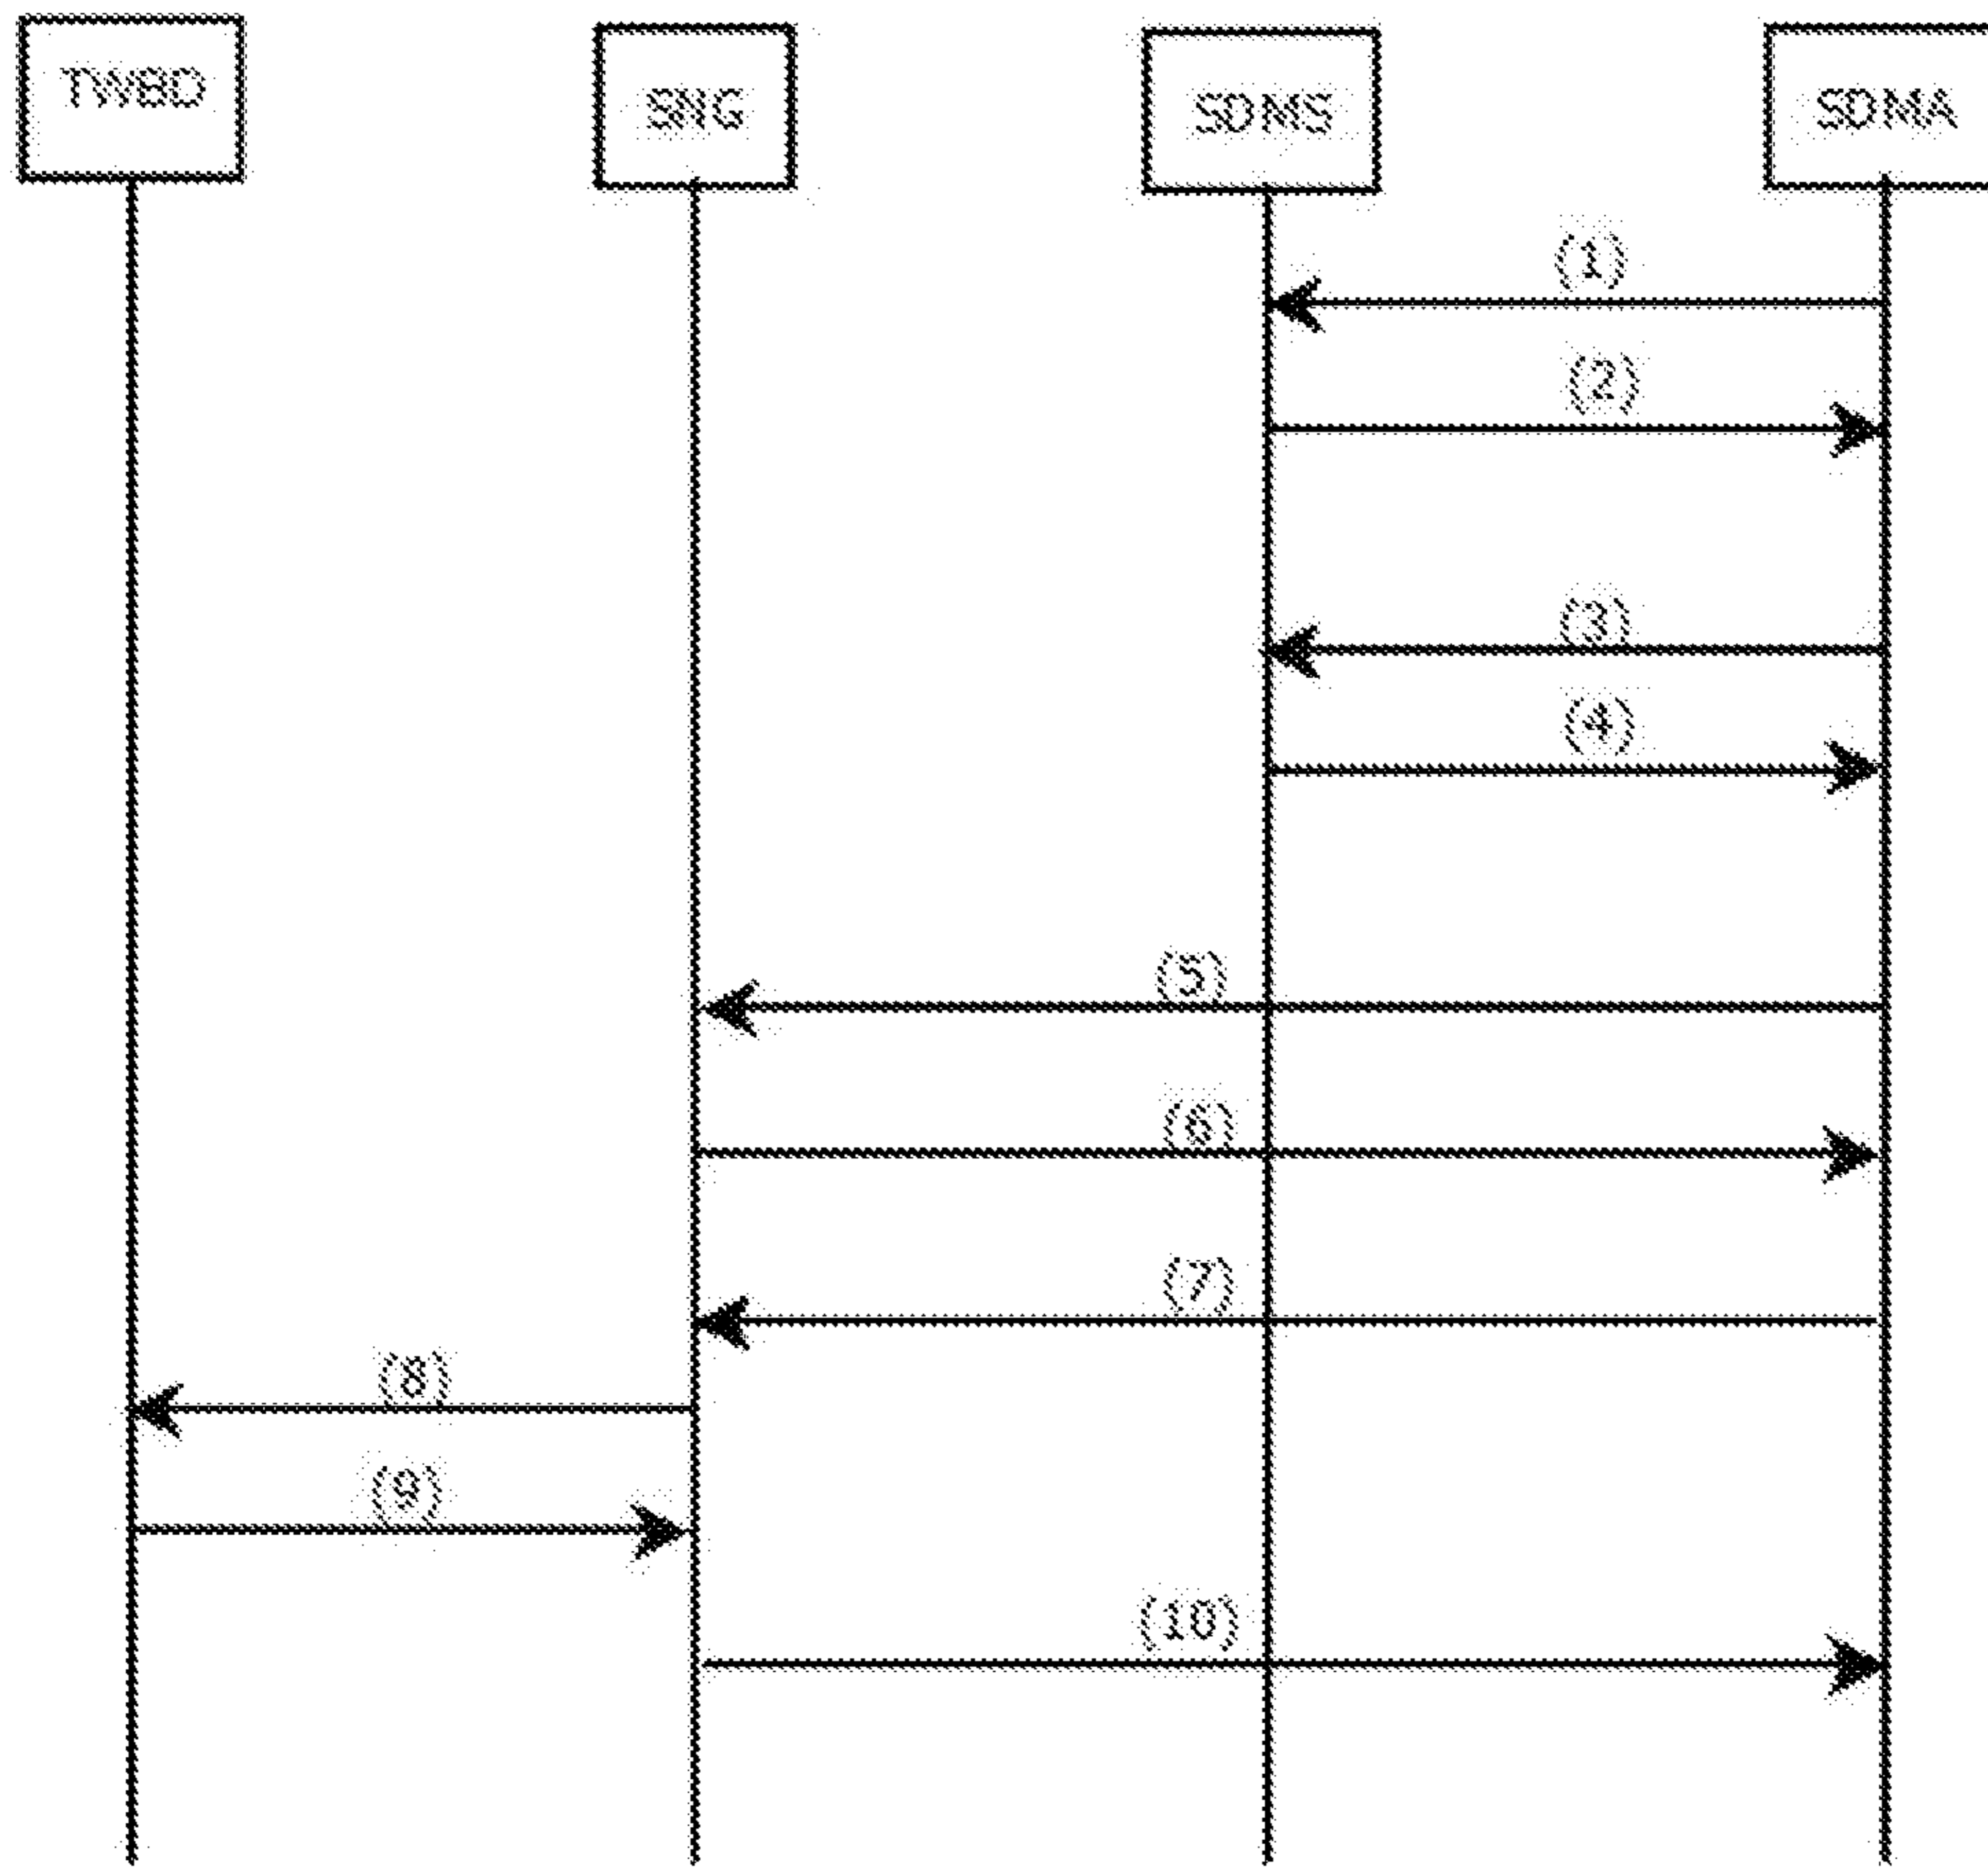 TWBD
SNG
SDMS
SDMA
(1)
(2)
(3)
(4)
(5)
(6)
(7)
(8)
(9)
(10)